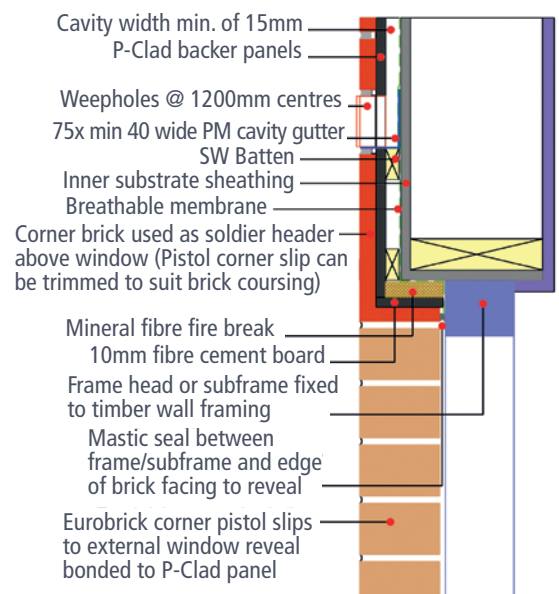 Cavity width min. of 15mm
P-Clad backer panels
Weepholes @ 1200mm centres
75x min 40 wide PM cavity gutter
SW Batten
Inner substrate sheathing
Breathable membrane
Corner brick used as soldier header
above window (Pistol corner slip can
be trimmed to suit brick coursing)
Mineral fibre fire break
10mm fibre cement board
Frame head or subframe fixed
to timber wall framing
Mastic seal between
frame/subframe and edge
of brick facing to reveal
Eurobrick corner pistol slips
to external window reveal
bonded to P-Clad panel